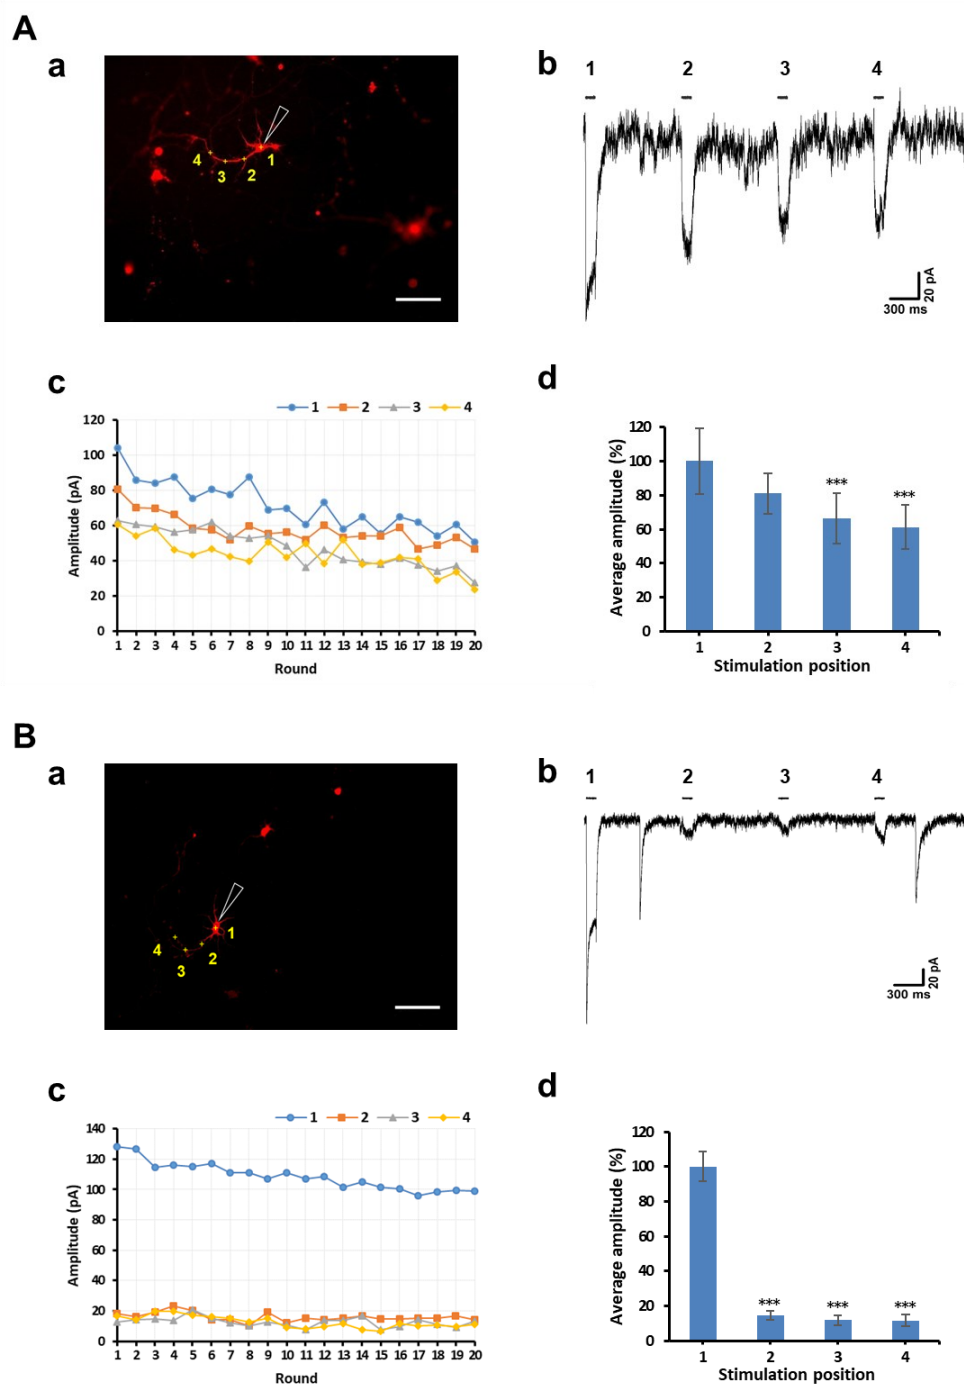 A
a
4
3
2
1
b
1 2 3 4
20 pA
300 ms
c
1 2 3 4
120
100
80
60
40
20
0
Amplitude (pA)
1 2 3 4 5 6 7 8 9 10 11 12 13 14 15 16 17 18 19 20
Round
d
120
100
80
60
40
20
0
Average amplitude (%)
*** ***
1 2 3 4
Stimulation position
B
a
4
3
2
1
b
1 2 3 4
20 pA
300 ms
c
1 2 3 4
140
120
100
80
60
40
20
0
Amplitude (pA)
1 2 3 4 5 6 7 8 9 10 11 12 13 14 15 16 17 18 19 20
Round
d
120
100
80
60
40
20
0
Average amplitude (%)
*** *** ***
1 2 3 4
Stimulation position